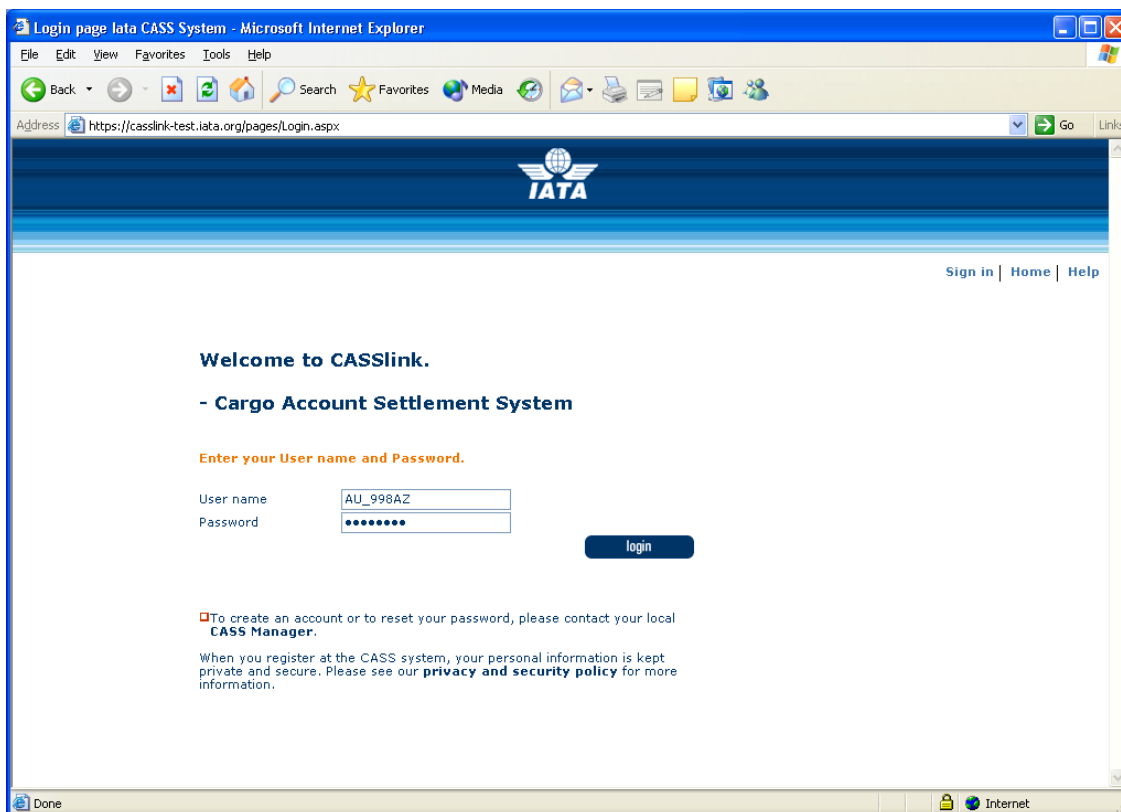 Login page Iata CASS System - Microsoft Internet Explorer
File Edit View Favorites Tools Help
Back Search Favorites Media
Address https://casslink-test.iata.org/pages/Login.aspx Go Links
IATA
Sign in | Home | Help
Welcome to CASSlink.
- Cargo Account Settlement System
Enter your User name and Password.
User name AU_998AZ
Password ••••••••
login
To create an account or to reset your password, please contact your local
CASS Manager.
When you register at the CASS system, your personal information is kept
private and secure. Please see our privacy and security policy for more
information.
Done Internet